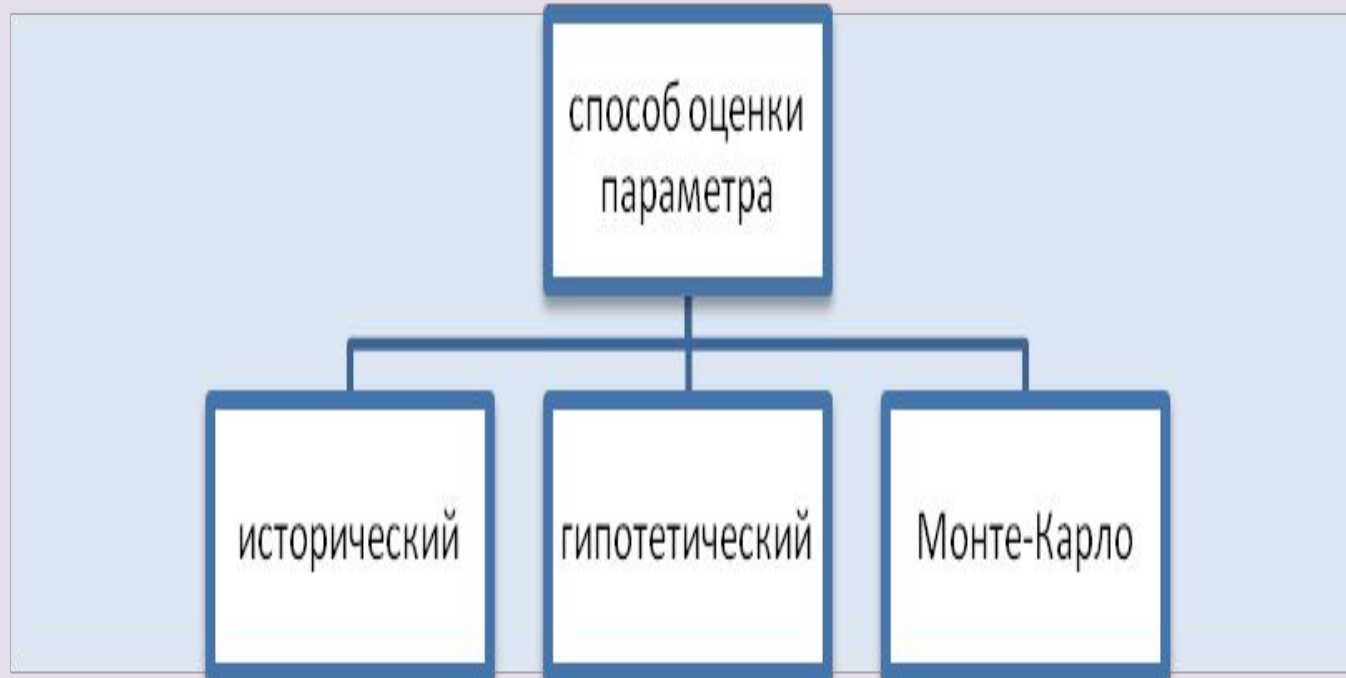 способ оценки
параметра
исторический
гипотетический
Монте-Карло